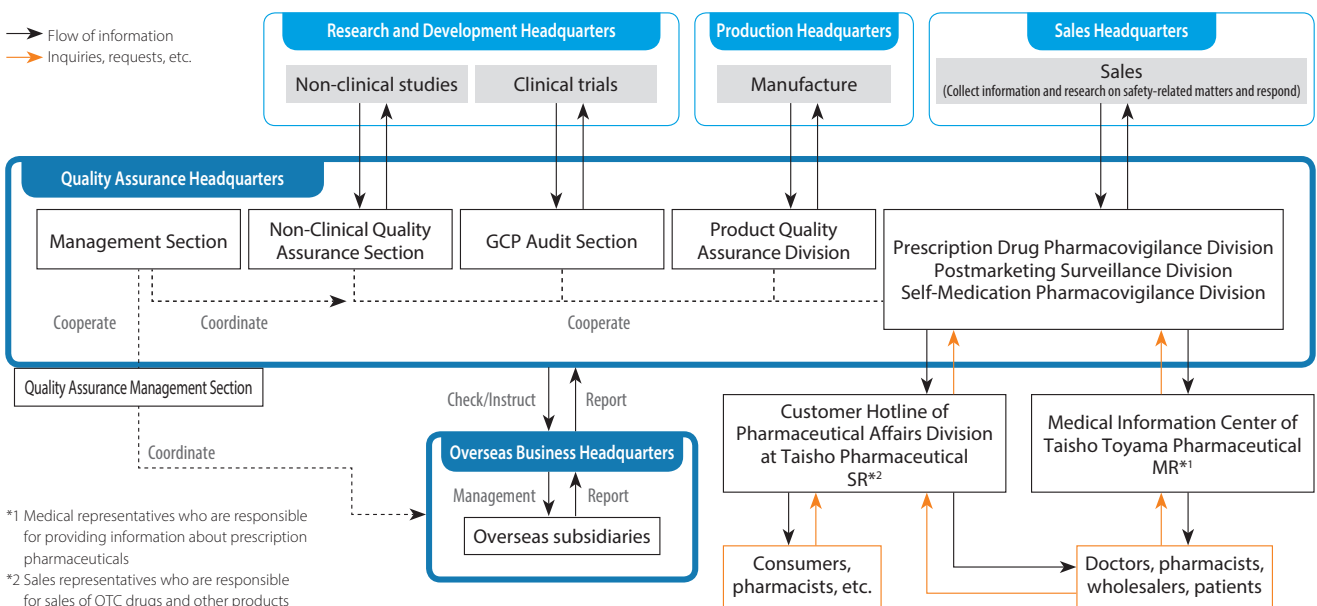 Flow of information
Inquiries, requests, etc.
Research and Development Headquarters
Production Headquarters
Sales Headquarters
Non-clinical studies
Clinical trials
Manufacture
Sales
(Collect information and research on safety-related matters and respond)
Quality Assurance Headquarters
Management Section
Non-Clinical Quality
Assurance Section
GCP Audit Section
Product Quality
Assurance Division
Prescription Drug Pharmacovigilance Division
Postmarketing Surveillance Division
Self-Medication Pharmacovigilance Division
Cooperate
Coordinate
Cooperate
Quality Assurance Management Section
Check/Instruct
Report
Customer Hotline of
Pharmaceutical Affairs Division
at Taisho Pharmaceutical
SR*2
Medical Information Center of
Taisho Toyama Pharmaceutical
MR*1
Coordinate
Overseas Business Headquarters
Management
Report
Overseas subsidiaries
Consumers,
pharmacists, etc.
Doctors, pharmacists,
wholesalers, patients
*1 Medical representatives who are responsible
for providing information about prescription
pharmaceuticals
*2 Sales representatives who are responsible
for sales of OTC drugs and other products